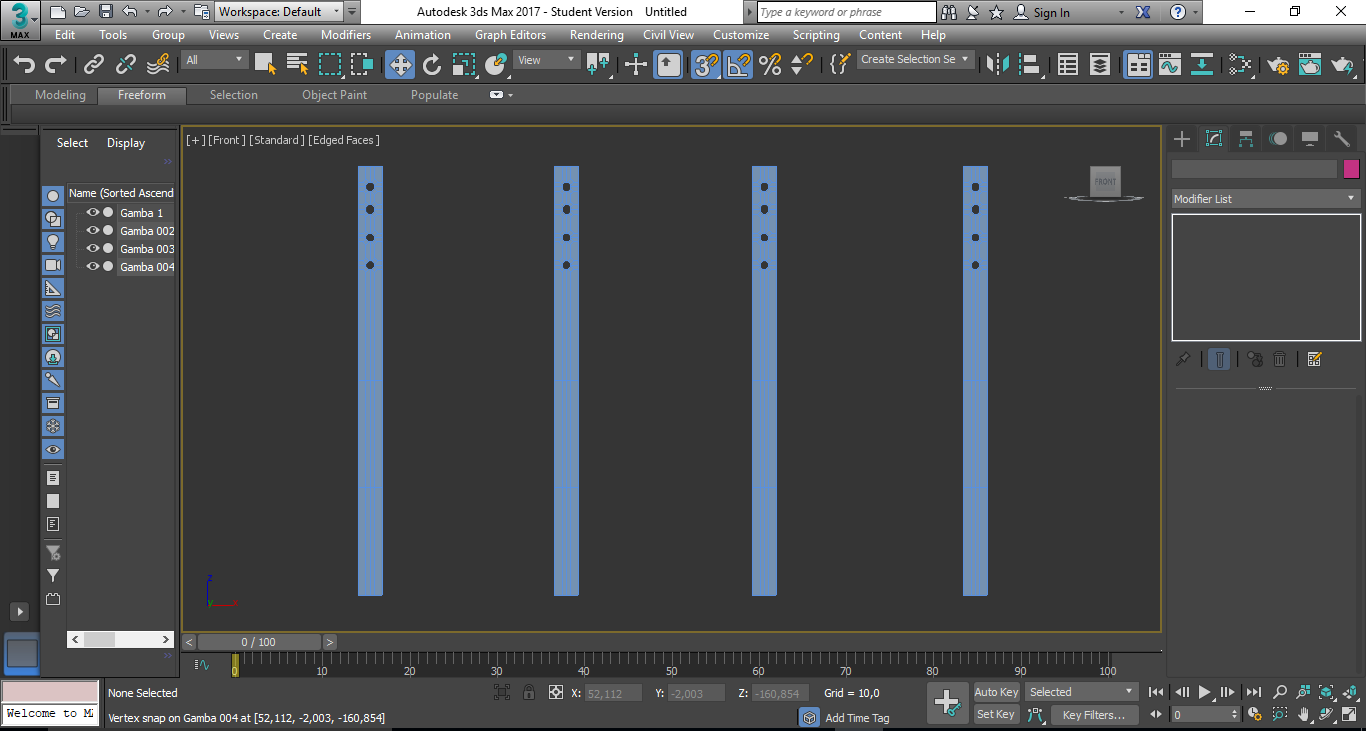 3
MAX
Workspace: Default
Autodesk 3ds Max 2017 - Student Version    Untitled
Type a keyword or phrase
Sign In
Edit Tools Group Views Create Modifiers Animation Graph Editors Rendering Civil View Customize Scripting Content Help
All
View
Create Selection Se
Modeling Freeform Selection Object Paint Populate
Select Display
[+] [Front] [Standard] [Edged Faces]
FRONT
Name (Sorted Ascend
Gamba 1
Gamba 002
Gamba 003
Gamba 004
Modifier List
z
y
x
0 / 100
0 10 20 30 40 50 60 70 80 90 100
None Selected
X: 52,112 Y: -2,003 Z: -160,854 Grid = 10,0
Auto Key Selected
Welcome to M
Vertex snap on Gamba 004 at [52,112, -2,003, -160,854]
Add Time Tag
Set Key Key Filters...
0